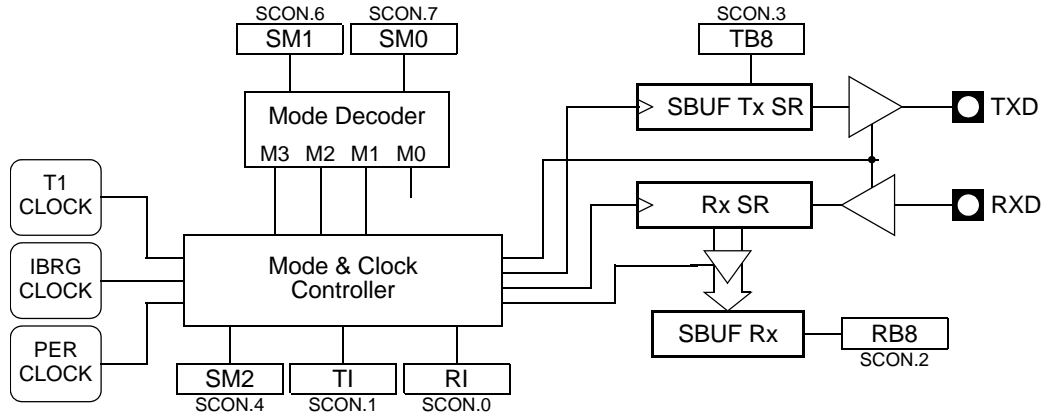 SCON.6
SCON.7
SCON.3
SM1
SM0
TB8
Mode Decoder
M3 M2 M1 M0
SBUF Tx SR
TXD
T1
CLOCK
Rx SR
RXD
IBRG
CLOCK
Mode & Clock
Controller
PER
CLOCK
SBUF Rx
RB8
SCON.2
SM2
TI
RI
SCON.4
SCON.1
SCON.0